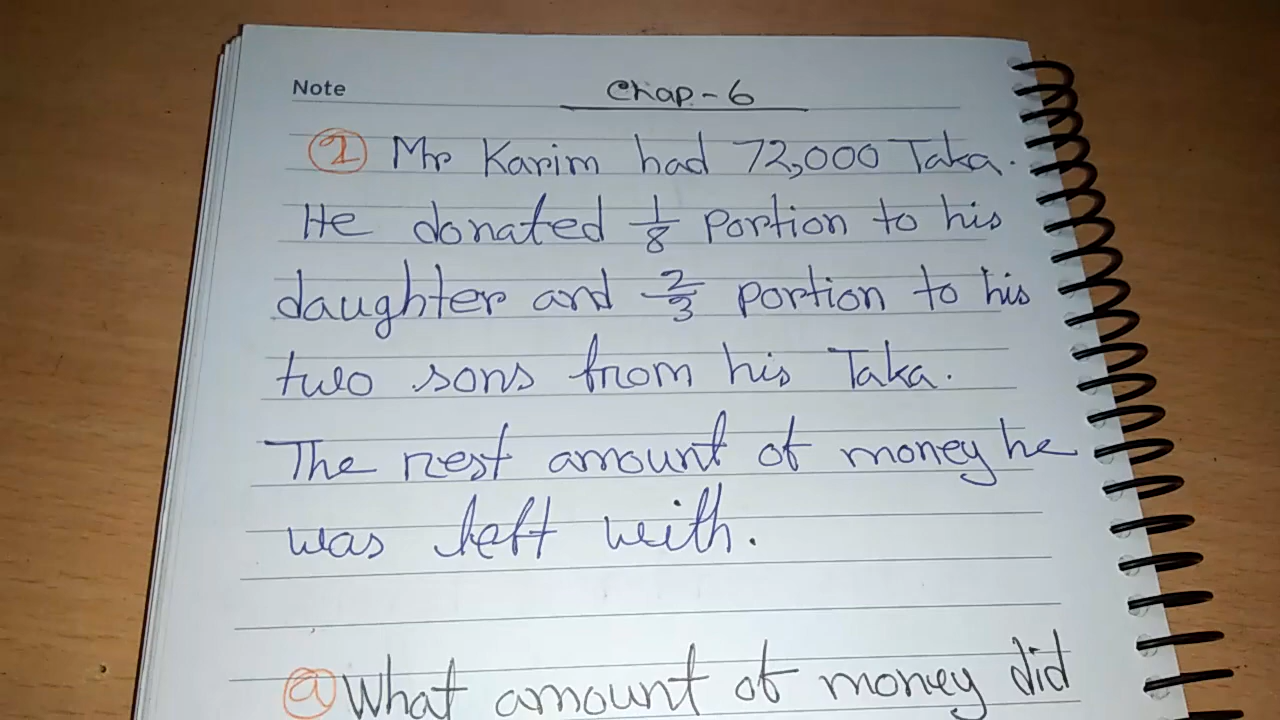 Note
Chap-6
② Mr Karim had 72,000 Taka.
He donated 1/8 portion to his
daughter and 2/3 portion to his
two sons from his Taka.
The rest amount of money he
was left with.
ⓐ What amount of money did